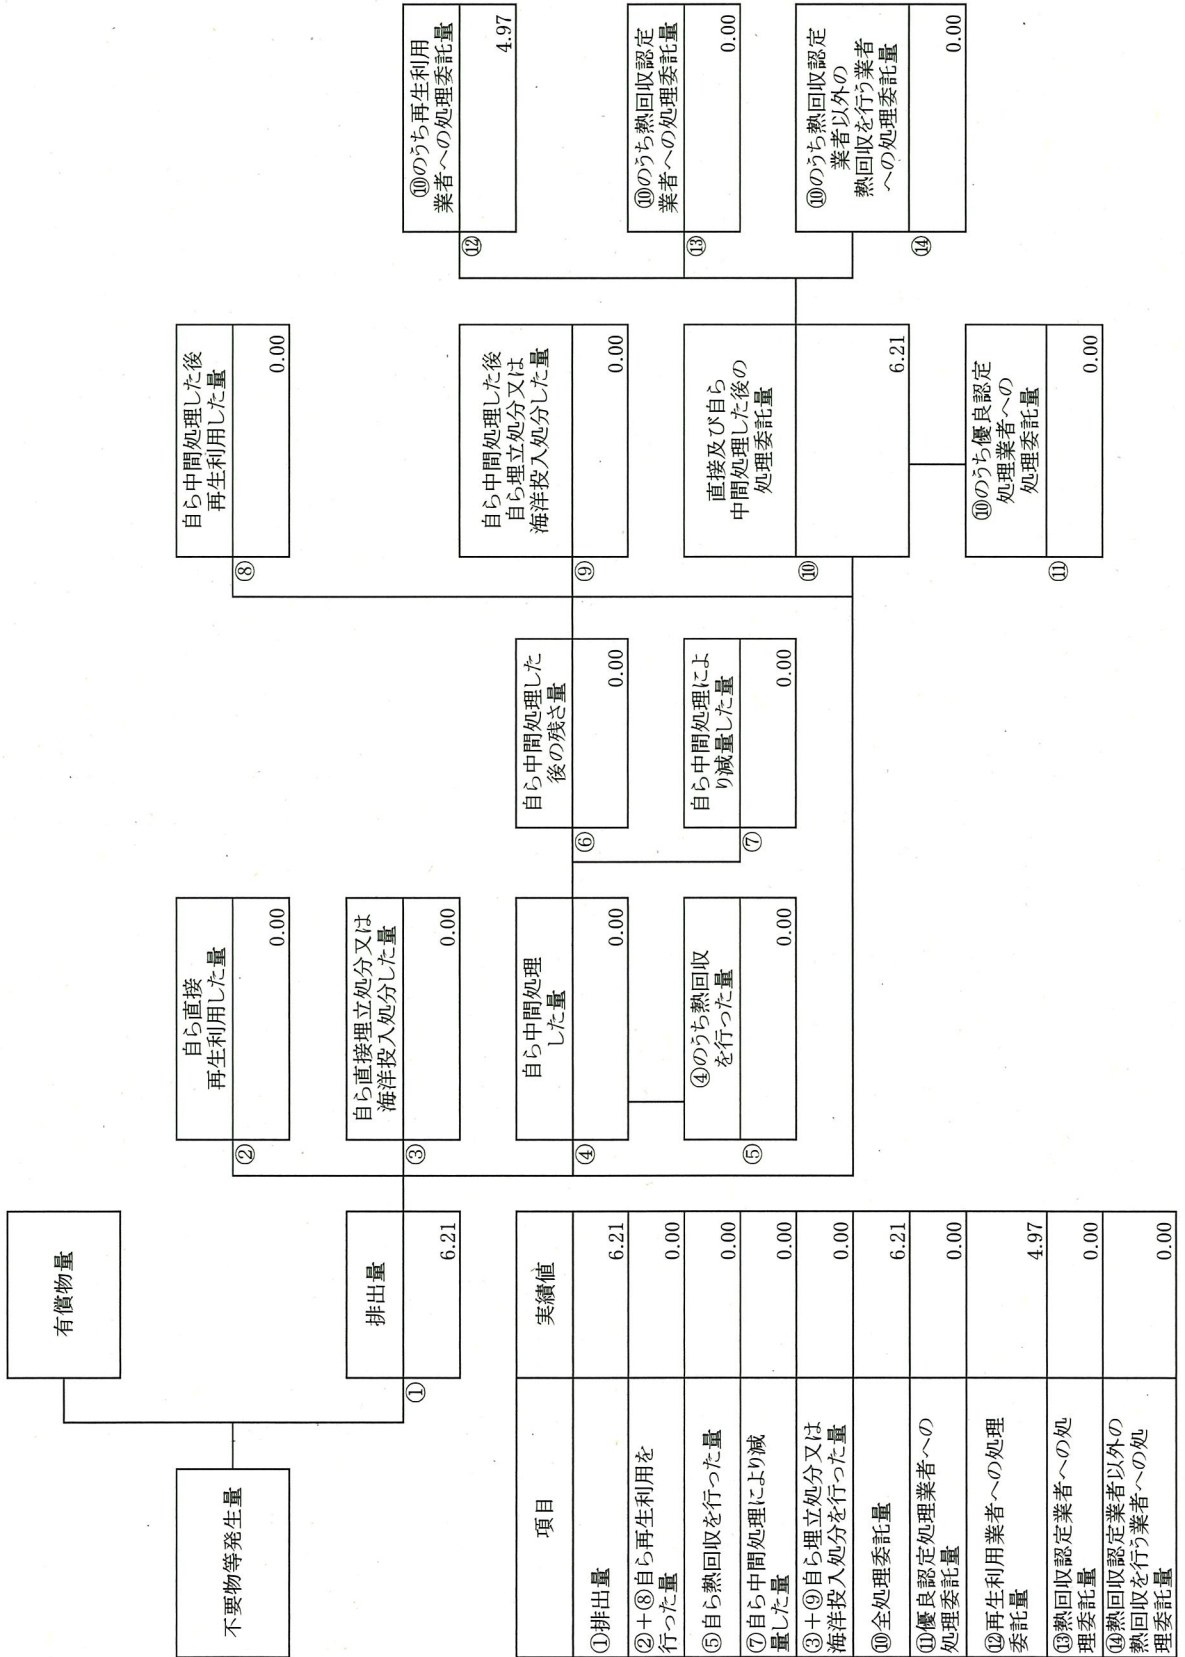 不要物等発生量
有償物量
①
排出量
6.21
②
自ら直接
再生利用した量
0.00
③
自ら直接埋立処分又は
海洋投入処分した量
0.00
④
自ら中間処理
した量
0.00
⑤
④のうち熱回収
を行った量
0.00
⑥
自ら中間処理した
後の残さ量
0.00
⑦
自ら中間処理によ
り減量した量
0.00
⑧
自ら中間処理した後
再生利用した量
0.00
⑨
自ら中間処理した後
自ら埋立処分又は
海洋投入処分した量
0.00
⑩
直接及び自ら
中間処理した後の
処理委託量
6.21
⑪
⑩のうち優良認定
処理業者への
処理委託量
0.00
⑫
⑩のうち再生利用
業者への処理委託量
4.97
⑬
⑩のうち熱回収認定
業者への処理委託量
0.00
⑭
⑩のうち熱回収認定
業者以外の
熱回収を行う業者
への処理委託量
0.00
項目 実績値
①排出量 6.21
②+⑧自ら再生利用を
行った量 0.00
⑤自ら熱回収を行った量 0.00
⑦自ら中間処理により減
量した量 0.00
③+⑨自ら埋立処分又は
海洋投入処分を行った量 0.00
⑩全処理委託量 6.21
⑪優良認定処理業者への
処理委託量 0.00
⑫再生利用業者への処理
委託量 4.97
⑬熱回収認定業者への処
理委託量 0.00
⑭熱回収認定業者以外の
熱回収を行う業者への処
理委託量 0.00